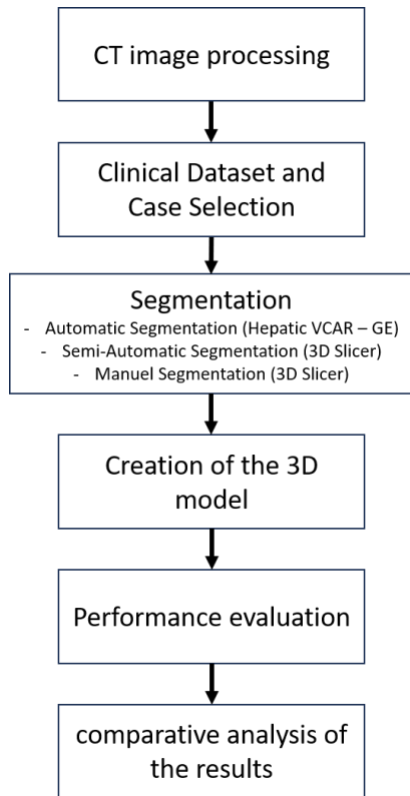 CT image processing
Clinical Dataset and
Case Selection
Segmentation
- Automatic Segmentation (Hepatic VCAR – GE)
- Semi-Automatic Segmentation (3D Slicer)
- Manuel Segmentation (3D Slicer)
Creation of the 3D
model
Performance evaluation
comparative analysis of
the results